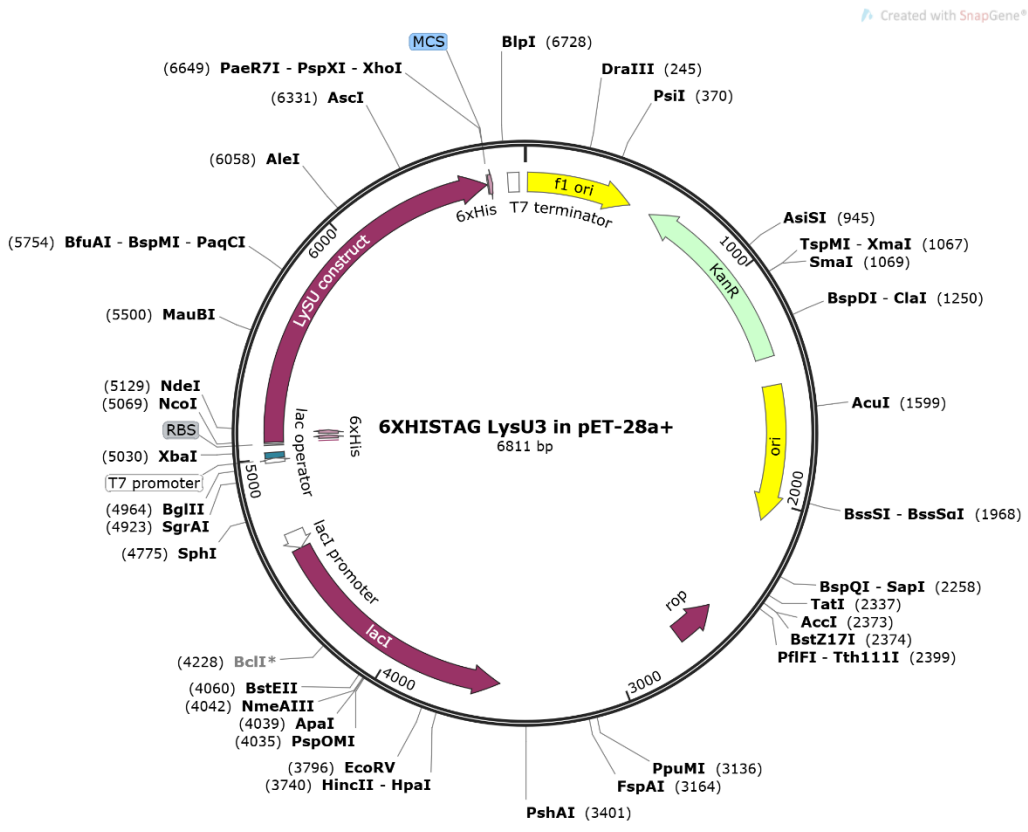 Created with SnapGene®
MCS
BlpI (6728)
(6649) PaeR7I - PspXI - XhoI
DraIII (245)
(6331) AscI
PsiI (370)
(6058) AleI
f1 ori
6xHis
T7 terminator
AsiSI (945)
(5754) BfuAI - BspMI - PaqCI
6000
LySU construct
1000
KanR
TspMI - XmaI (1067)
SmaI (1069)
BspDI - ClaI (1250)
(5500) MauBI
(5129) NdeI
(5069) NcoI
RBS
(5030) XbaI
T7 promoter
(4964) BglII
(4923) SgrAI
(4775) SphI
5000
lac operator
6xHis
6XHISTAG LysU3 in pET-28a+
6811 bp
AcuI (1599)
ori
2000
BssSI - BssSαI (1968)
lacI promoter
lacI
rop
BspQI - SapI (2258)
TatI (2337)
AccI (2373)
BstZ17I (2374)
PflFI - Tth111I (2399)
(4228) BclI*
(4060) BstEII
(4042) NmeAIII
(4039) ApaI
(4035) PspOMI
4000
3000
(3796) EcoRV
(3740) HincII - HpaI
PpuMI (3136)
FspAI (3164)
PshAI (3401)